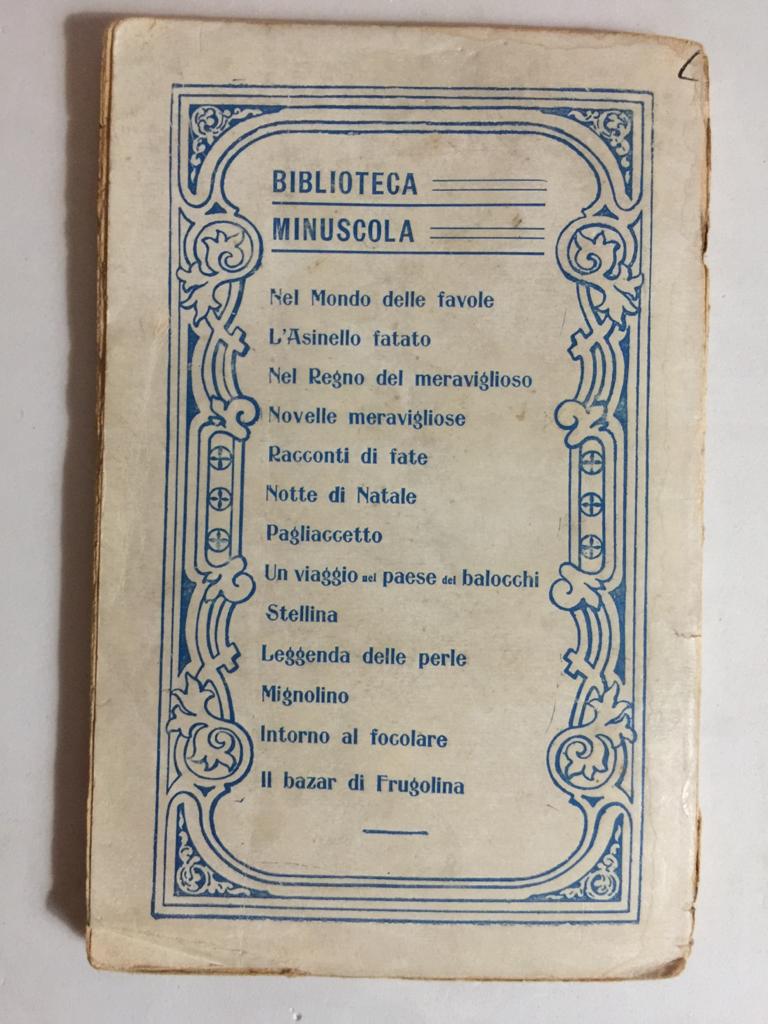 BIBLIOTECA
MINUSCOLA
Nel Mondo delle favole
L'Asinello fatato
Nel Regno del meraviglioso
Novelle meravigliose
Racconti di fate
Notte di Natale
Pagliaccetto
Un viaggio nel paese dei balocchi
Stellina
Leggenda delle perle
Mignolino
Intorno al focolare
Il bazar di Frugolina